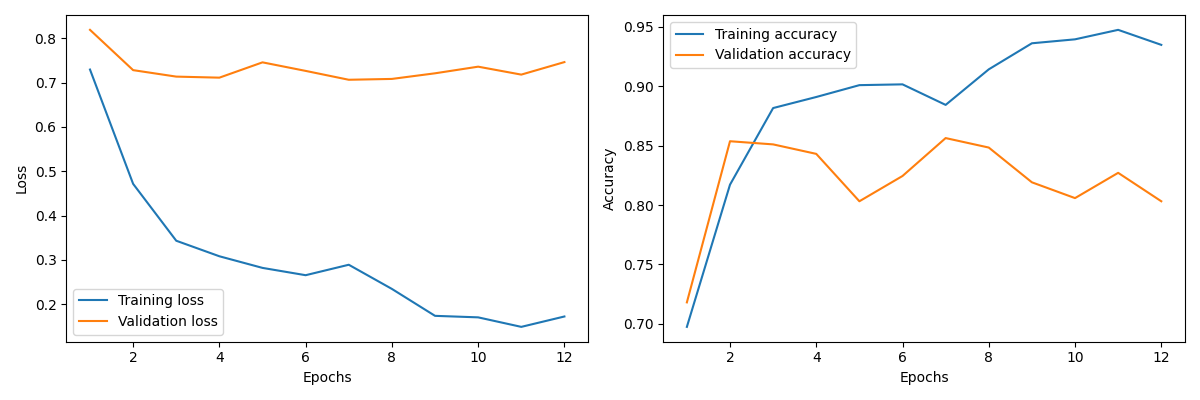 0.8
0.7
0.6
0.5
0.4
0.3
0.2
Loss
Training loss
Validation loss
2 4 6 8 10 12
Epochs
0.95
0.90
0.85
0.80
0.75
0.70
Accuracy
Training accuracy
Validation accuracy
2 4 6 8 10 12
Epochs